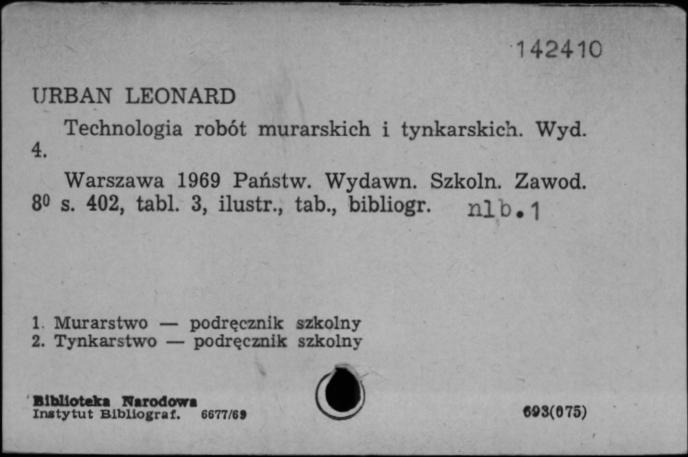 142410
URBAN LEONARD
Technologia robót murarskich i tynkarskich. Wyd.
4.
Warszawa 1969 Państw. Wydawn. Szkoln. Zawod.
8⁰ s. 402, tabl. 3, ilustr., tab., bibliogr. nlb.1
1. Murarstwo — podręcznik szkolny
2. Tynkarstwo — podręcznik szkolny
Biblioteka Narodowa
Instytut Bibliograf. 6677/69
693(075)